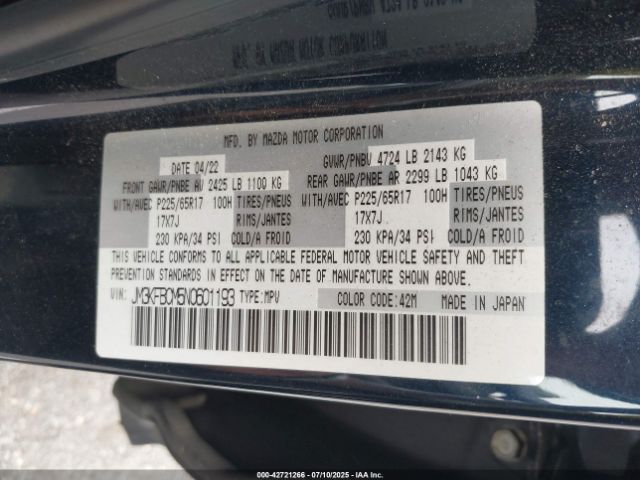 MFD. BY MAZDA MOTOR CORPORATION
DATE 04/22 GVWR/PNBV 4724 LB 2143 KG
FRONT GAWR/PNBE AV 2425 LB 1100 KG REAR GAWR/PNBE AR 2299 LB 1043 KG
WITH/AVEC P225/65R17 100H TIRES/PNEUS WITH/AVEC P225/65R17 100H TIRES/PNEUS
17X7J RIMS/JANTES 17X7J RIMS/JANTES
230 KPA/34 PSI COLD/A FROID 230 KPA/34 PSI COLD/A FROID
THIS VEHICLE CONFORMS TO ALL APPLICABLE FEDERAL MOTOR VEHICLE SAFETY AND THEFT
PREVENTION STANDARDS IN EFFECT ON THE DATE OF MANUFACTURE SHOWN ABOVE.
VIN: JM3KFBCM5N0601193 TYPE: MPV COLOR CODE: 42M MADE IN JAPAN
000-42721266 07/10/2025 IAAI.COM